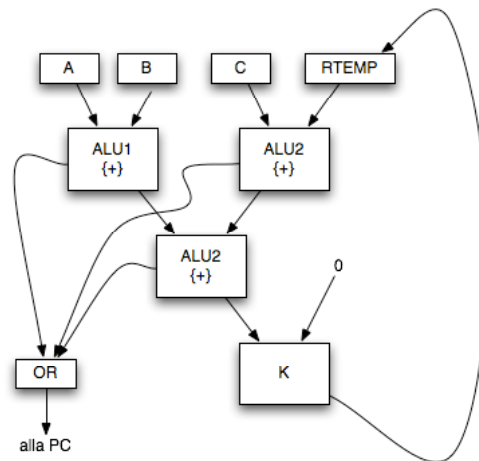 A
B
C
RTEMP
ALU1
{+}
ALU2
{+}
ALU2
{+}
0
OR
K
alla PC